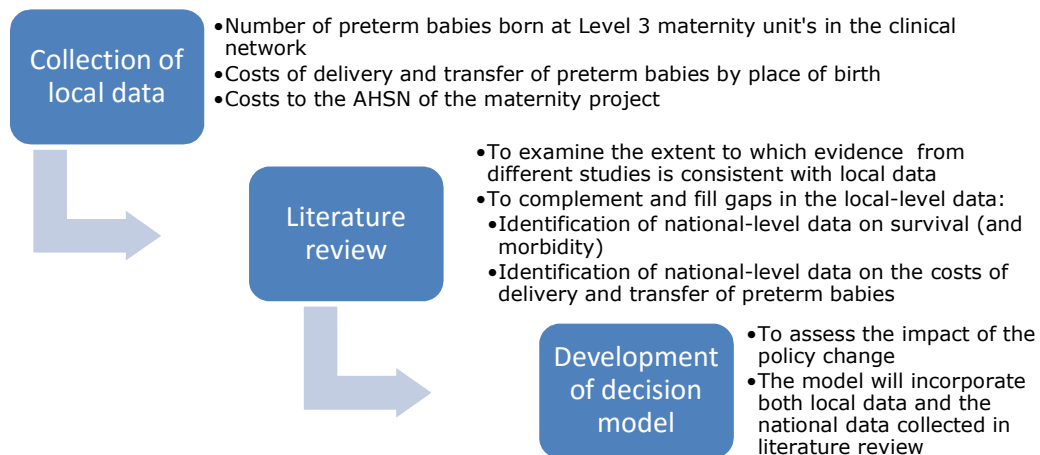 Collection of
local data
•Number of preterm babies born at Level 3 maternity unit's in the clinical
network
•Costs of delivery and transfer of preterm babies by place of birth
•Costs to the AHSN of the maternity project
Literature
review
•To examine the extent to which evidence from
different studies is consistent with local data
•To complement and fill gaps in the local-level data:
•Identification of national-level data on survival (and
morbidity)
•Identification of national-level data on the costs of
delivery and transfer of preterm babies
Development
of decision
model
•To assess the impact of the
policy change
•The model will incorporate
both local data and the
national data collected in
literature review